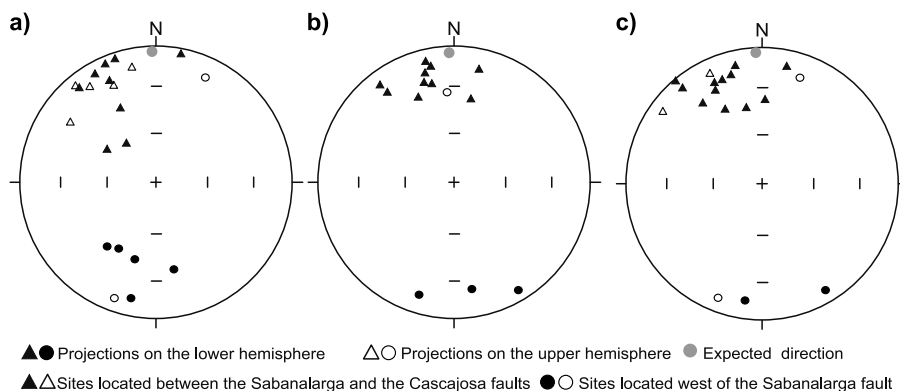 a) b) c)
N N N
Projections on the lower hemisphere Projections on the upper hemisphere Expected direction
Sites located between the Sabanalarga and the Cascajosa faults Sites located west of the Sabanalarga fault